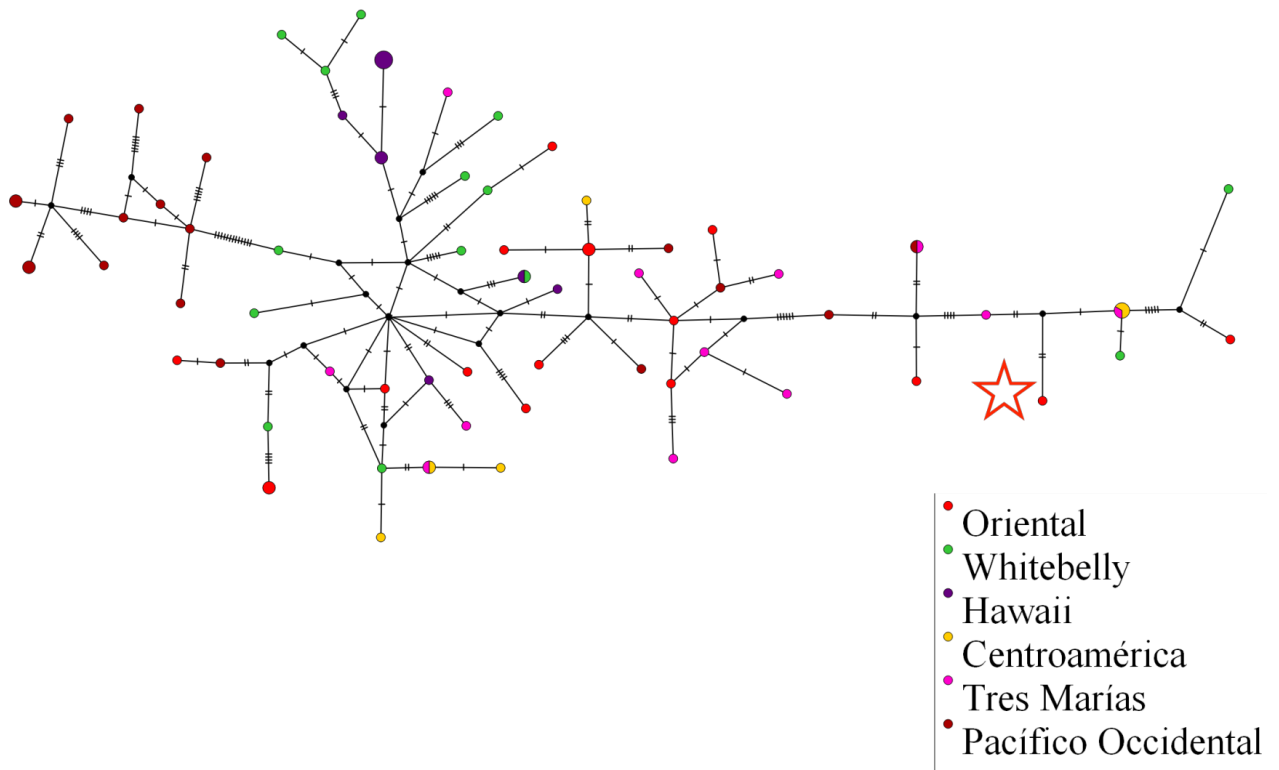 Oriental
Whitebelly
Hawaii
Centroamérica
Tres Marías
Pacífico Occidental